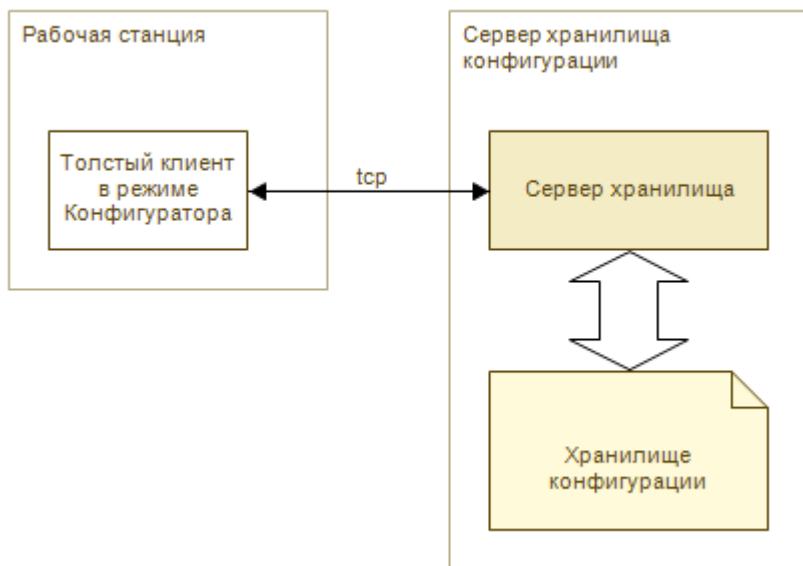 Рабочая станция
Сервер хранилища
конфигурации
Толстый клиент
в режиме
Конфигуратора
tcp
Сервер хранилища
Хранилище
конфигурации